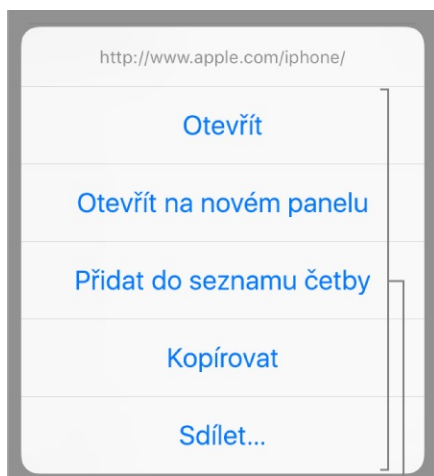 http://www.apple.com/iphone/
Otevřít
Otevřít na novém panelu
Přidat do seznamu četby
Kopírovat
Sdílet...